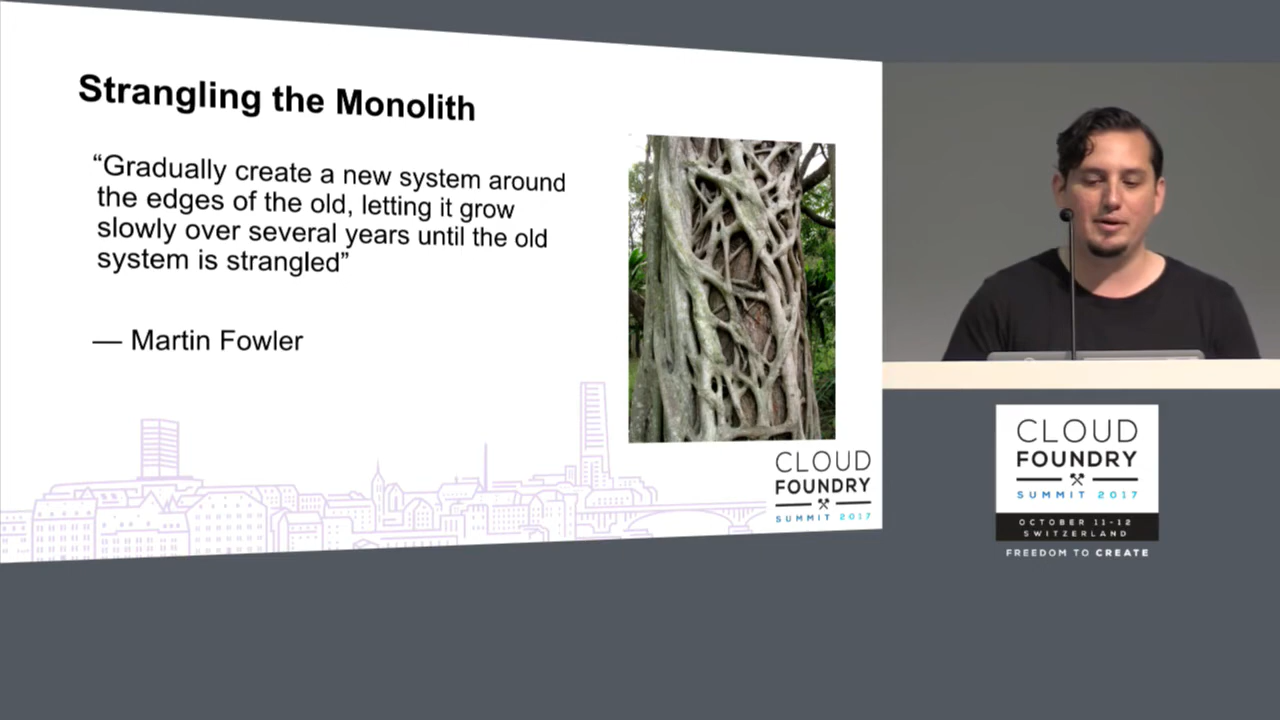 Strangling the Monolith
“Gradually create a new system around
the edges of the old, letting it grow
slowly over several years until the old
system is strangled”
— Martin Fowler
CLOUD
FOUNDRY
SUMMIT 2017
CLOUD
FOUNDRY
SUMMIT 2017
OCTOBER 11-12
SWITZERLAND
FREEDOM TO CREATE